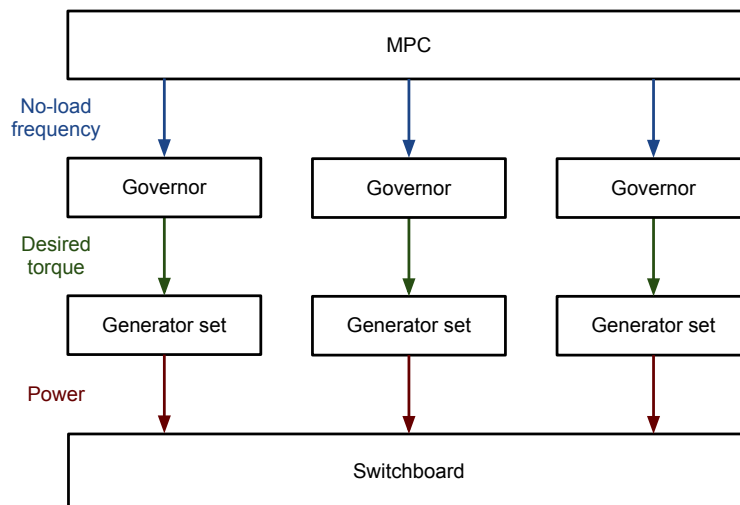 MPC
No-load
frequency
Governor
Governor
Governor
Desired
torque
Generator set
Generator set
Generator set
Power
Switchboard